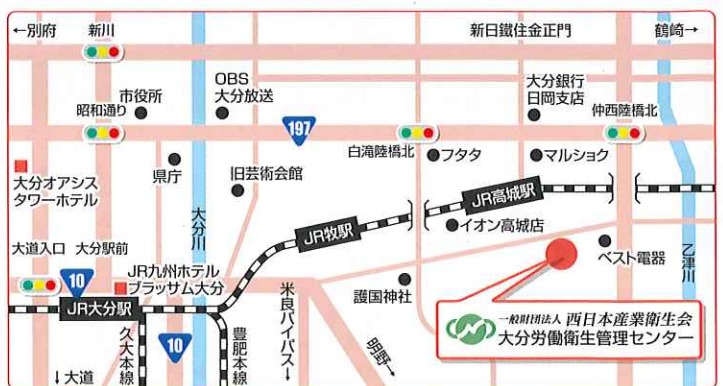 ←別府
新川
新日鐵住金正門
鶴崎→
昭和通り
市役所
OBS
大分放送
197
白滝陸橋北
フタタ
大分銀行
日岡支店
仲西陸橋北
マルショク
大分オアシス
タワーホテル
県庁
旧芸術会館
大分川
JR牧駅
JR高城駅
イオン高城店
ベスト電器
乙津川
大道入口
大分駅前
10
JR九州ホテル
ブラッサム大分
JR大分駅
久大本線
10
豊肥本線
米良バイパス→
護国神社
明野→
↓大道
一般財団法人 西日本産業衛生会
大分労働衛生管理センター